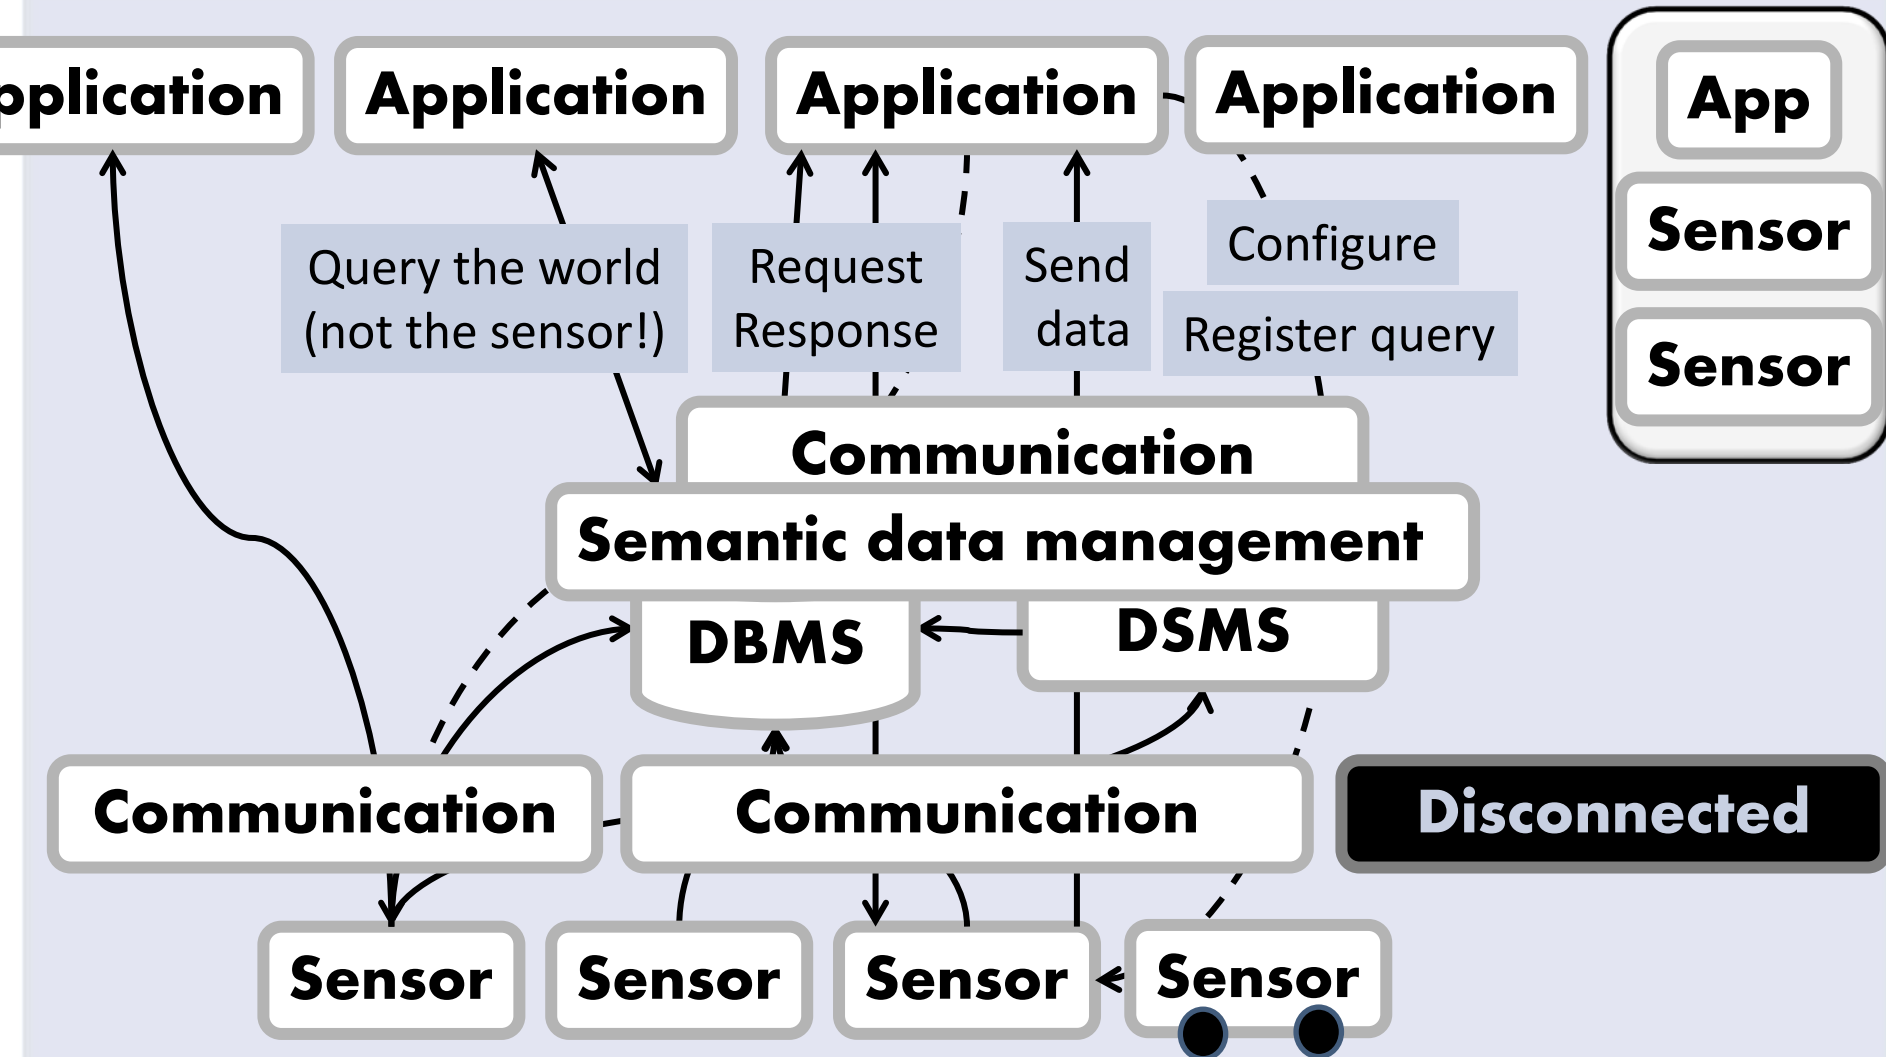 pplication
Application
Application
Application
App
Sensor
Sensor
Query the world
(not the sensor!)
Request
Response
Send
data
Configure
Register query
Communication
Semantic data management
DBMS
DSMS
Communication
Communication
Disconnected
Sensor
Sensor
Sensor
Sensor